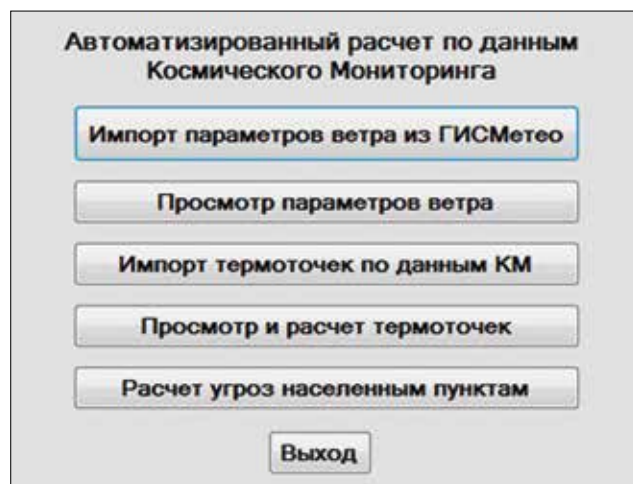 Автоматизированный расчет по данным
Космического Мониторинга
Импорт параметров ветра из ГИСМетео
Просмотр параметров ветра
Импорт термоточек по данным КМ
Просмотр и расчет термоточек
Расчет угроз населенным пунктам
Выход